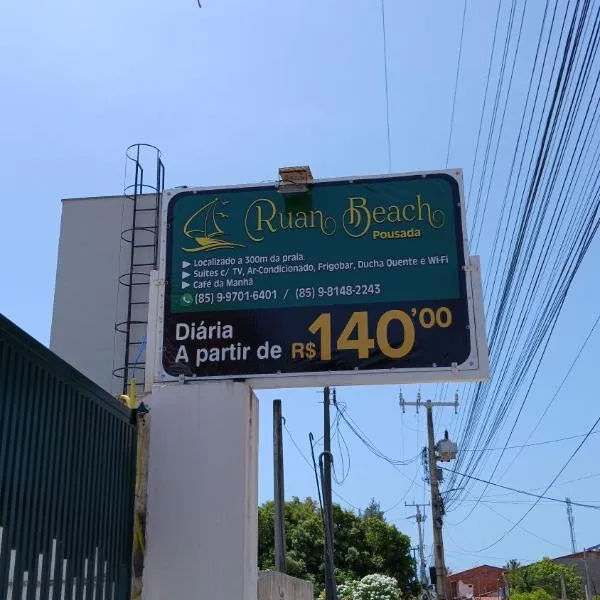 Ruan Beach
Pousada
Localizado a 300m da praia.
Suítes c/ TV, Ar-Condicionado, Frigobar, Ducha Quente e Wi-Fi
Café da Manhã
(85) 9-9701-6401 / (85) 9-8148-2243
Diária
A partir de R$ 140'00